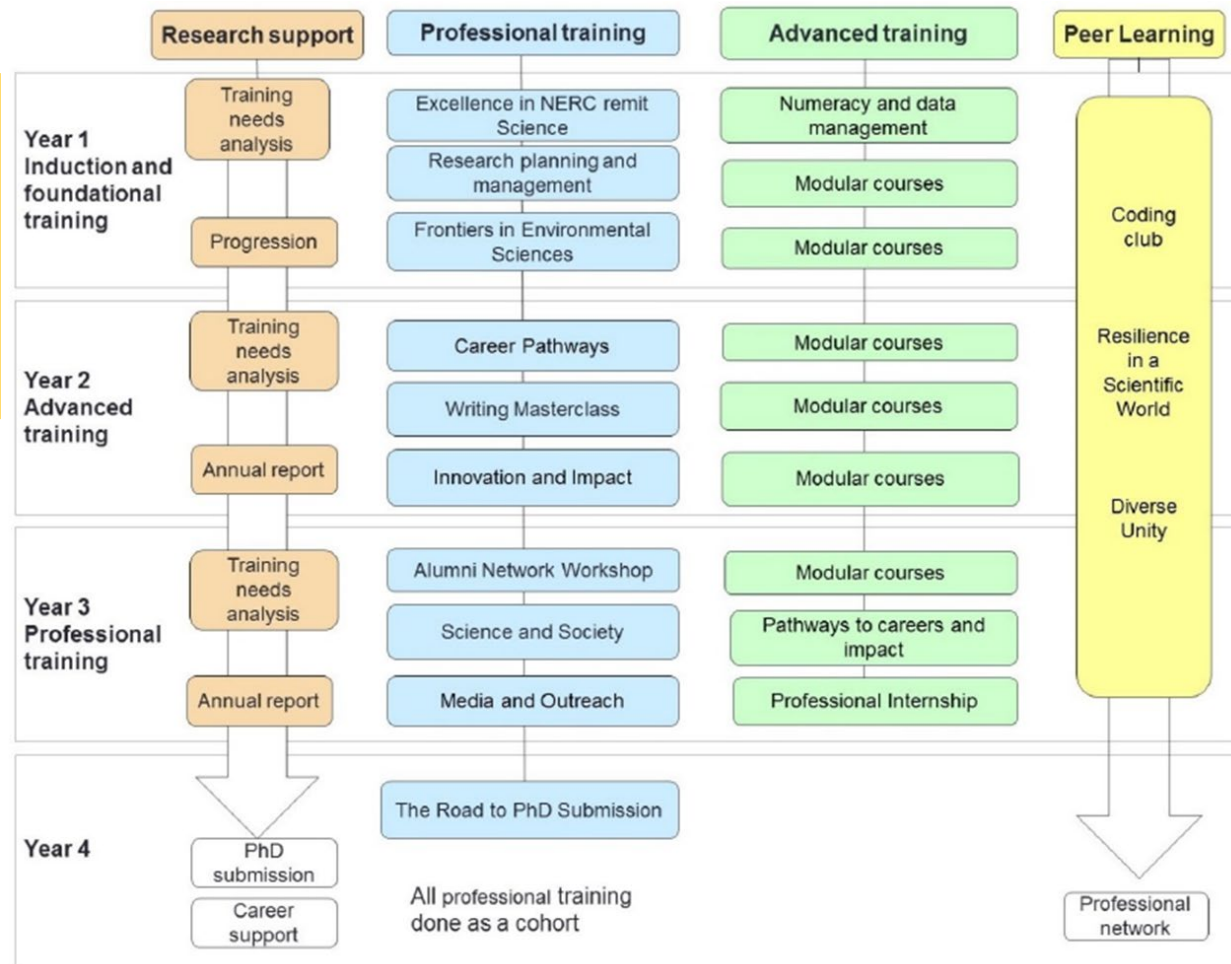 Research support
Professional training
Advanced training
Peer Learning
Year 1
Induction and
foundational
training
Training
needs
analysis
Progression
Excellence in NERC remit
Science
Research planning and
management
Frontiers in Environmental
Sciences
Numeracy and data
management
Modular courses
Modular courses
Coding
club
Resilience
in a
Scientific
World
Diverse
Unity
Year 2
Advanced
training
Training
needs
analysis
Annual report
Career Pathways
Writing Masterclass
Innovation and Impact
Modular courses
Modular courses
Modular courses
Year 3
Professional
training
Training
needs
analysis
Annual report
Alumni Network Workshop
Science and Society
Media and Outreach
Modular courses
Pathways to careers and
impact
Professional Internship
Year 4
PhD
submission
Career
support
The Road to PhD Submission
All professional training
done as a cohort
Professional
network